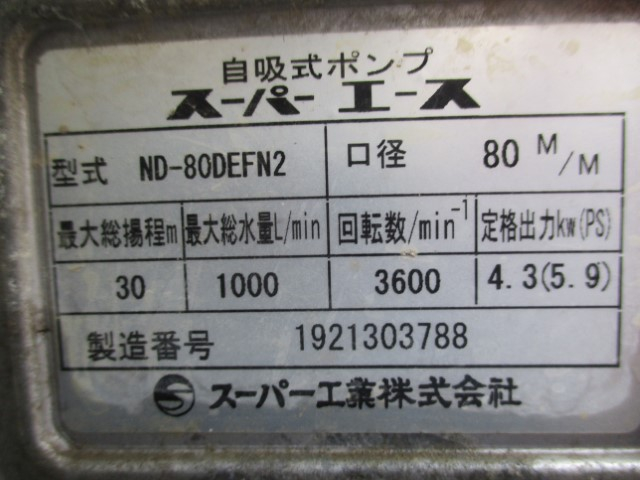 自吸式ポンプ
スーパーエース
型式 ND-80DEFN2 口径 80 M/M
最大総揚程m 最大総水量L/min 回転数/min⁻¹ 定格出力kw(PS)
30 1000 3600 4.3(5.9)
製造番号 1921303788
スーパー工業株式会社